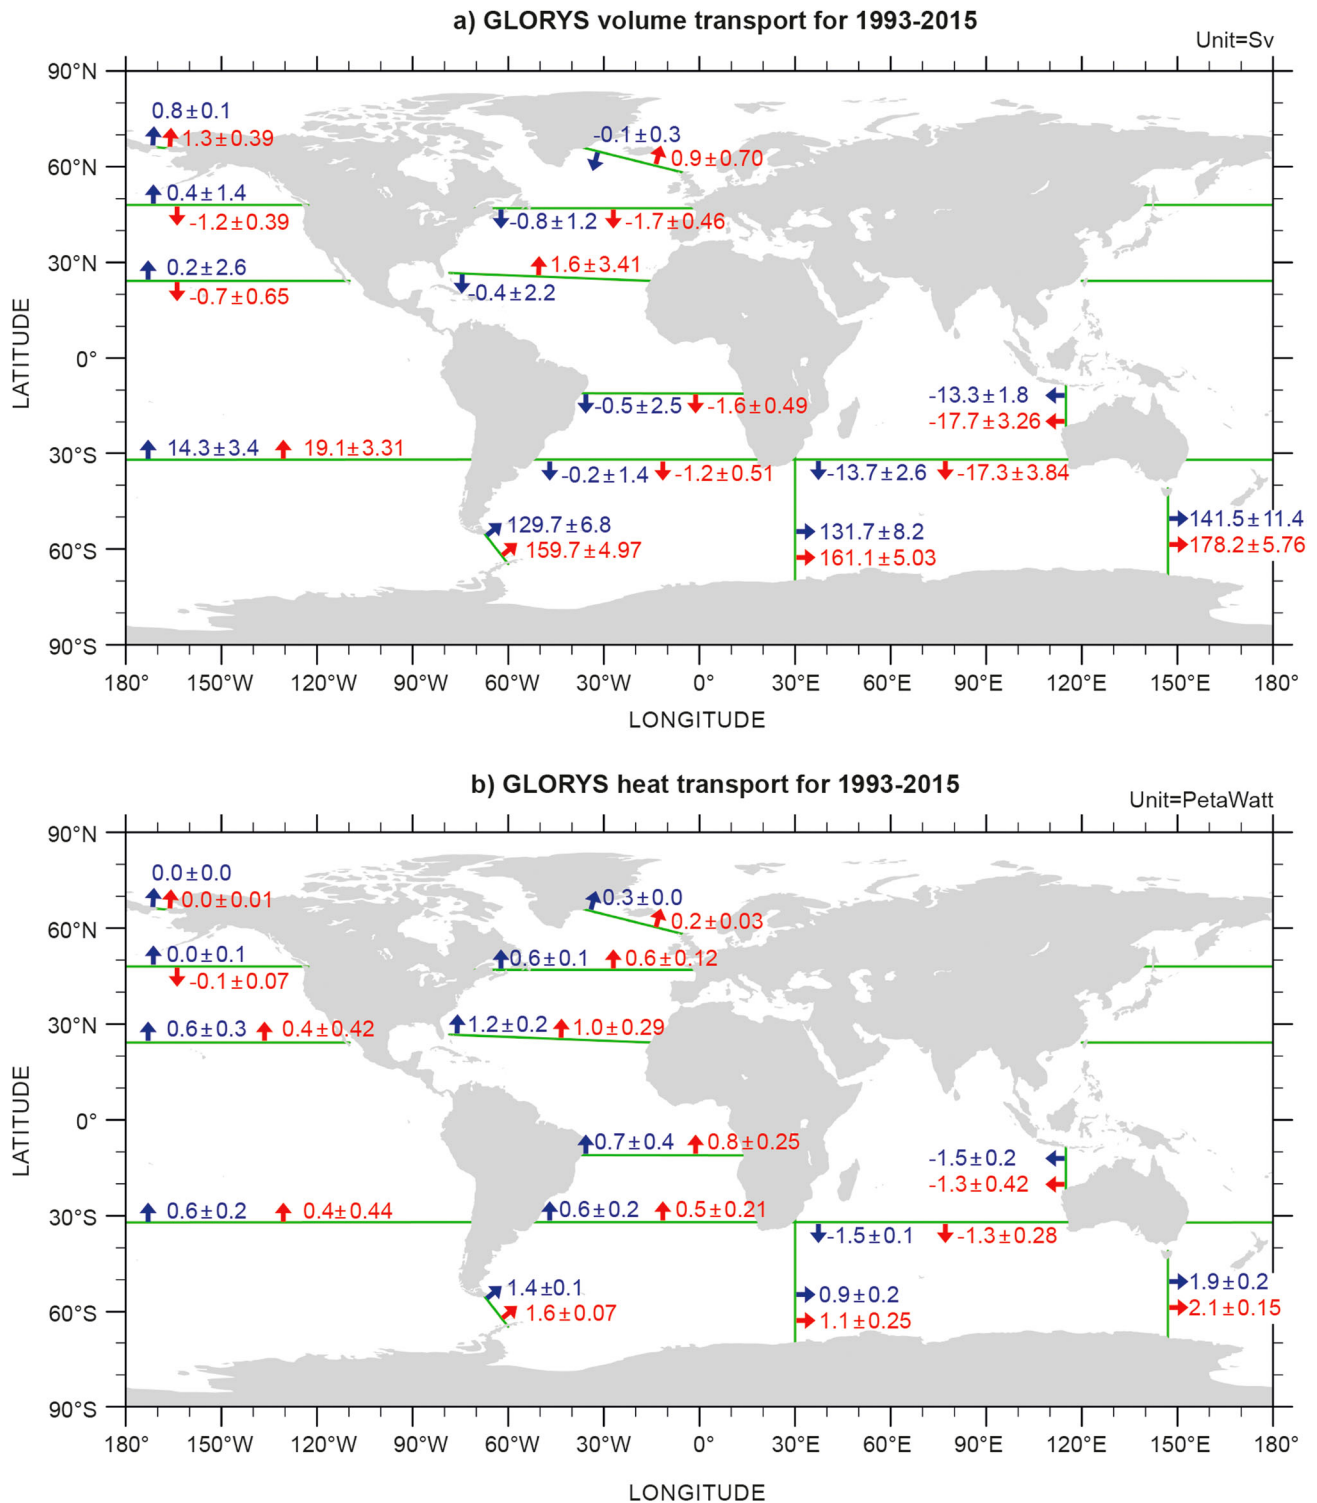 a) GLORYS volume transport for 1993-2015
Unit=Sv
90°N
0.8±0.1
1.3±0.39
-0.1±0.3
0.9±0.70
60°N
0.4±1.4
-1.2±0.39
-0.8±1.2
-1.7±0.46
30°N
0.2±2.6
-0.7±0.65
1.6±3.41
-0.4±2.2
LATITUDE
0°
-0.5±2.5
-1.6±0.49
-13.3±1.8
-17.7±3.26
30°S
14.3±3.4
19.1±3.31
-0.2±1.4
-1.2±0.51
-13.7±2.6
-17.3±3.84
60°S
129.7±6.8
159.7±4.97
131.7±8.2
161.1±5.03
141.5±11.4
178.2±5.76
90°S
180° 150°W 120°W 90°W 60°W 30°W 0° 30°E 60°E 90°E 120°E 150°E 180°
LONGITUDE
b) GLORYS heat transport for 1993-2015
Unit=PetaWatt
90°N
0.0±0.0
0.0±0.01
0.3±0.0
0.2±0.03
60°N
0.0±0.1
-0.1±0.07
0.6±0.1
0.6±0.12
30°N
0.6±0.3
0.4±0.42
1.2±0.2
1.0±0.29
LATITUDE
0°
0.7±0.4
0.8±0.25
-1.5±0.2
-1.3±0.42
30°S
0.6±0.2
0.4±0.44
0.6±0.2
0.5±0.21
-1.5±0.1
-1.3±0.28
60°S
1.4±0.1
1.6±0.07
0.9±0.2
1.1±0.25
1.9±0.2
2.1±0.15
90°S
180° 150°W 120°W 90°W 60°W 30°W 0° 30°E 60°E 90°E 120°E 150°E 180°
LONGITUDE